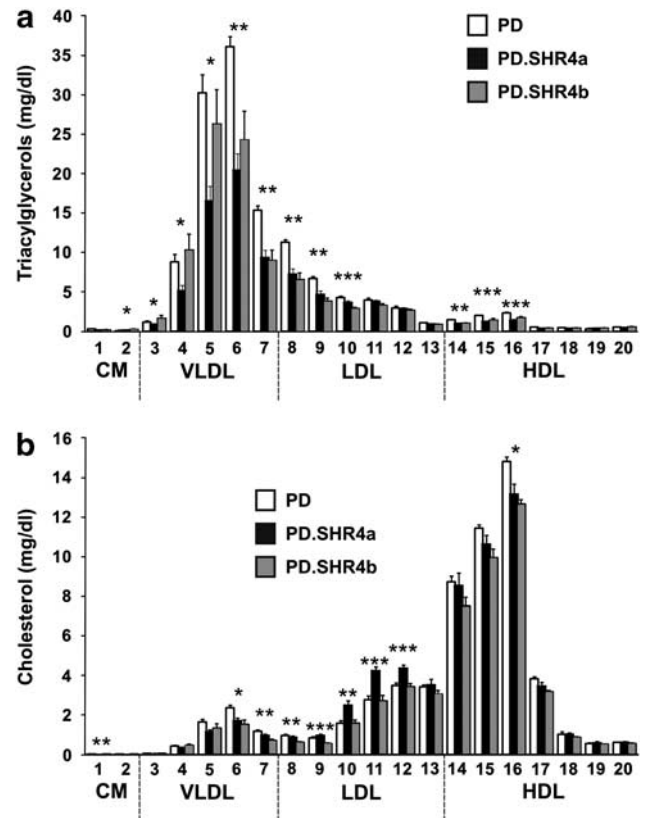 a
PD
PD.SHR4a
PD.SHR4b
Triacylglycerols (mg/dl)
40
35
30
25
20
15
10
5
0
* * * * ** ** ** ** *** ** *** ***
1 2 3 4 5 6 7 8 9 10 11 12 13 14 15 16 17 18 19 20
CM VLDL LDL HDL
b
PD
PD.SHR4a
PD.SHR4b
Cholesterol (mg/dl)
16
14
12
10
8
6
4
2
0
** * ** ** *** ** *** *** *
1 2 3 4 5 6 7 8 9 10 11 12 13 14 15 16 17 18 19 20
CM VLDL LDL HDL